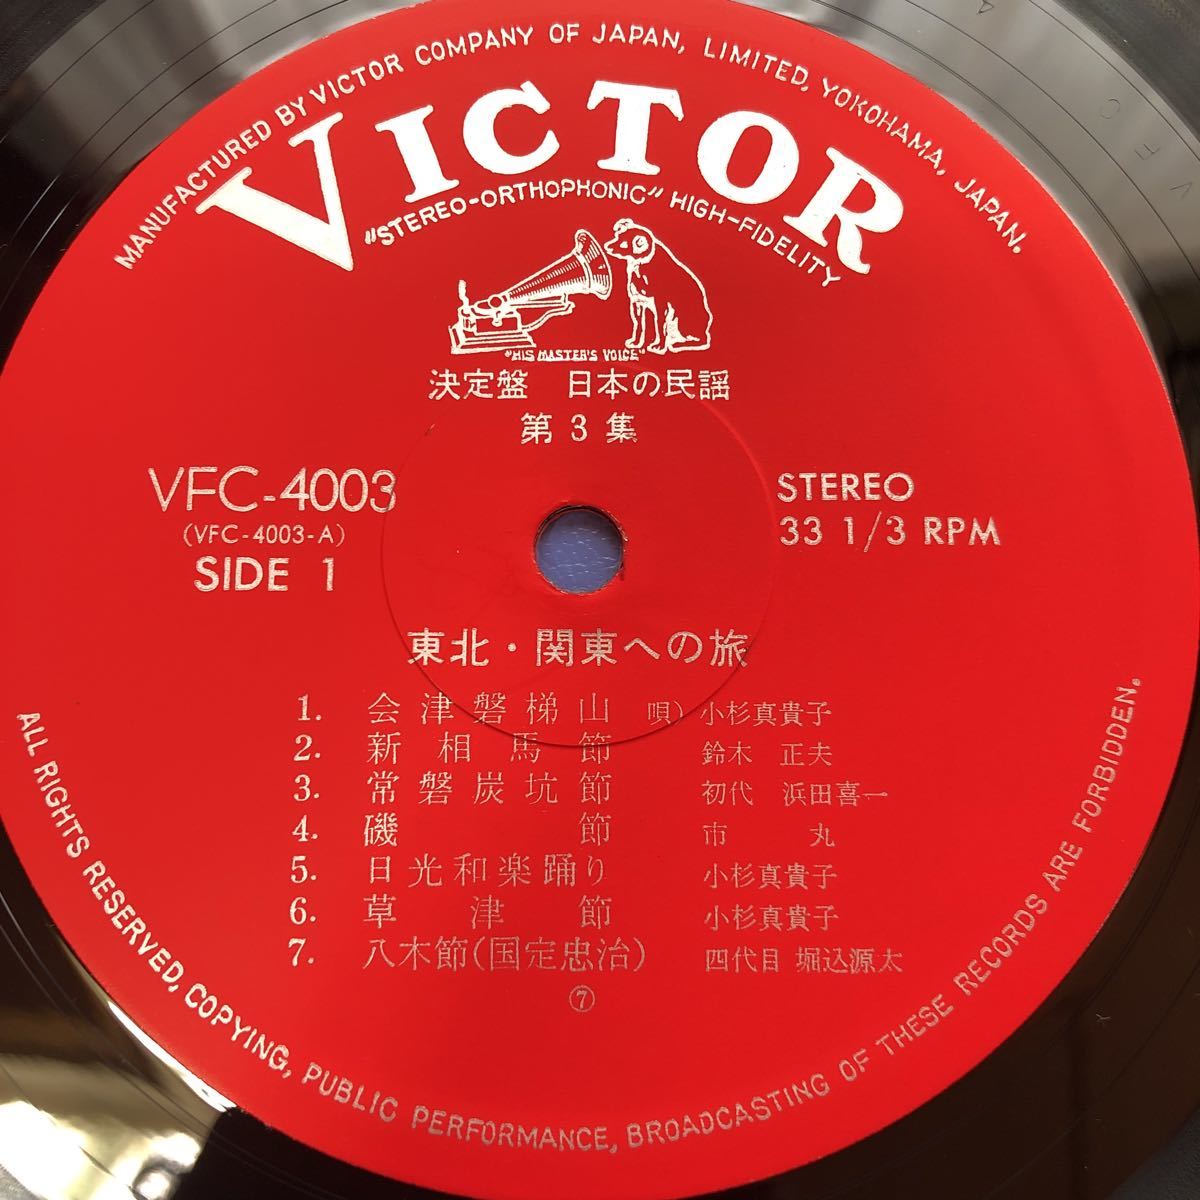 MANUFACTURED BY VICTOR COMPANY OF JAPAN, LIMITED, YOKOHAMA, JAPAN.
VICTOR
"STEREO-ORTHOPHONIC" HIGH-FIDELITY
"HIS MASTER'S VOICE"
決定盤 日本の民謡
第3集
VFC-4003
(VFC-4003-A)
SIDE 1
STEREO
33 1/3 RPM
東北・関東への旅
1. 会津磐梯山 唄)小杉真貴子
2. 新相馬節 鈴木 正夫
3. 常磐炭坑節 初代 浜田喜一
4. 磯節 市丸
5. 日光和楽踊り 小杉真貴子
6. 草津節 小杉真貴子
7. 八木節(国定忠治) 四代目 堀込源太
⑦
ALL RIGHTS RESERVED, COPYING, PUBLIC PERFORMANCE, BROADCASTING OF THESE RECORDS ARE FORBIDDEN.